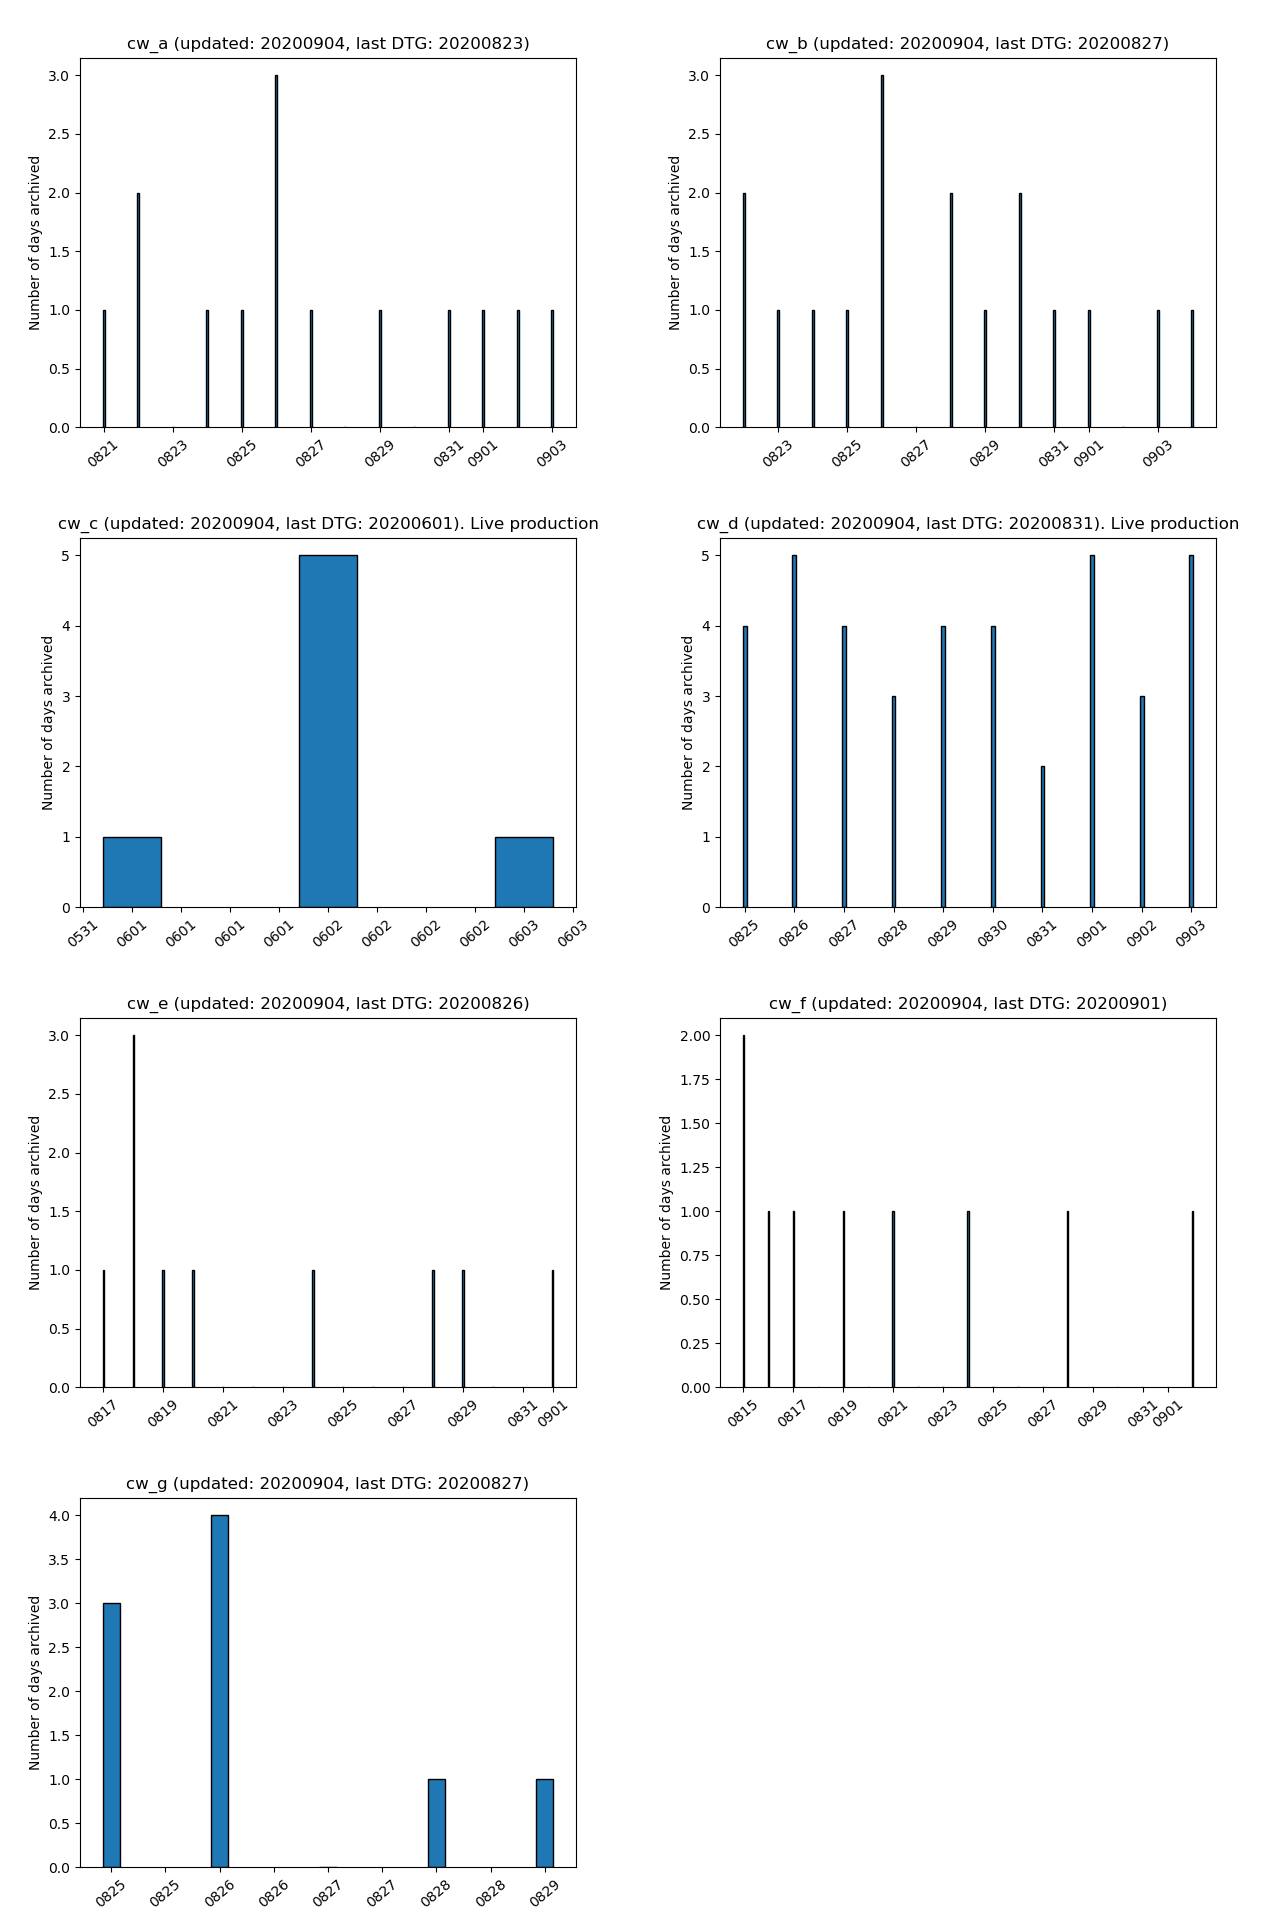 cw_a (updated: 20200904, last DTG: 20200823)
Number of days archived
3.0
2.5
2.0
1.5
1.0
0.5
0.0
0821 0823 0825 0827 0829 0831 0901 0903
cw_b (updated: 20200904, last DTG: 20200827)
Number of days archived
3.0
2.5
2.0
1.5
1.0
0.5
0.0
0823 0825 0827 0829 0831 0901 0903
cw_c (updated: 20200904, last DTG: 20200601). Live production
Number of days archived
5
4
3
2
1
0
0531 0601 0601 0601 0601 0602 0602 0602 0602 0603 0603
cw_d (updated: 20200904, last DTG: 20200831). Live production
Number of days archived
5
4
3
2
1
0
0825 0826 0827 0828 0829 0830 0831 0901 0902 0903
cw_e (updated: 20200904, last DTG: 20200826)
Number of days archived
3.0
2.5
2.0
1.5
1.0
0.5
0.0
0817 0819 0821 0823 0825 0827 0829 0831 0901
cw_f (updated: 20200904, last DTG: 20200901)
Number of days archived
2.00
1.75
1.50
1.25
1.00
0.75
0.50
0.25
0.00
0815 0817 0819 0821 0823 0825 0827 0829 0831 0901
cw_g (updated: 20200904, last DTG: 20200827)
Number of days archived
4.0
3.5
3.0
2.5
2.0
1.5
1.0
0.5
0.0
0825 0825 0826 0826 0827 0827 0828 0828 0829